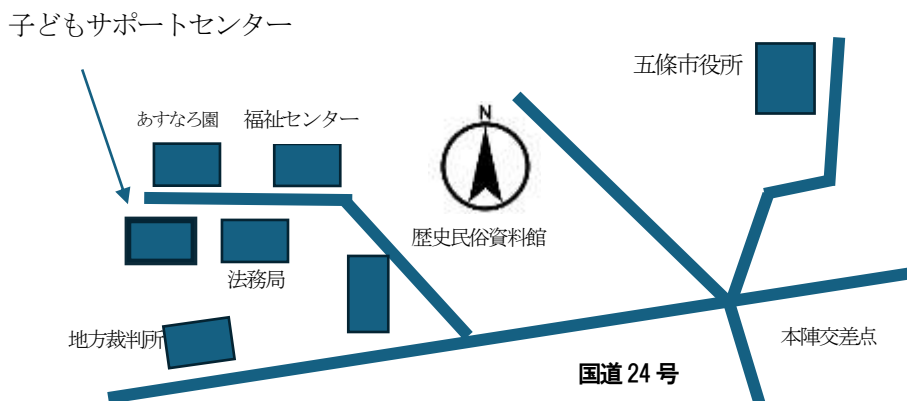 子どもサポートセンター
五條市役所
あすなろ園
福祉センター
N
歴史民俗資料館
法務局
地方裁判所
本陣交差点
国道24号